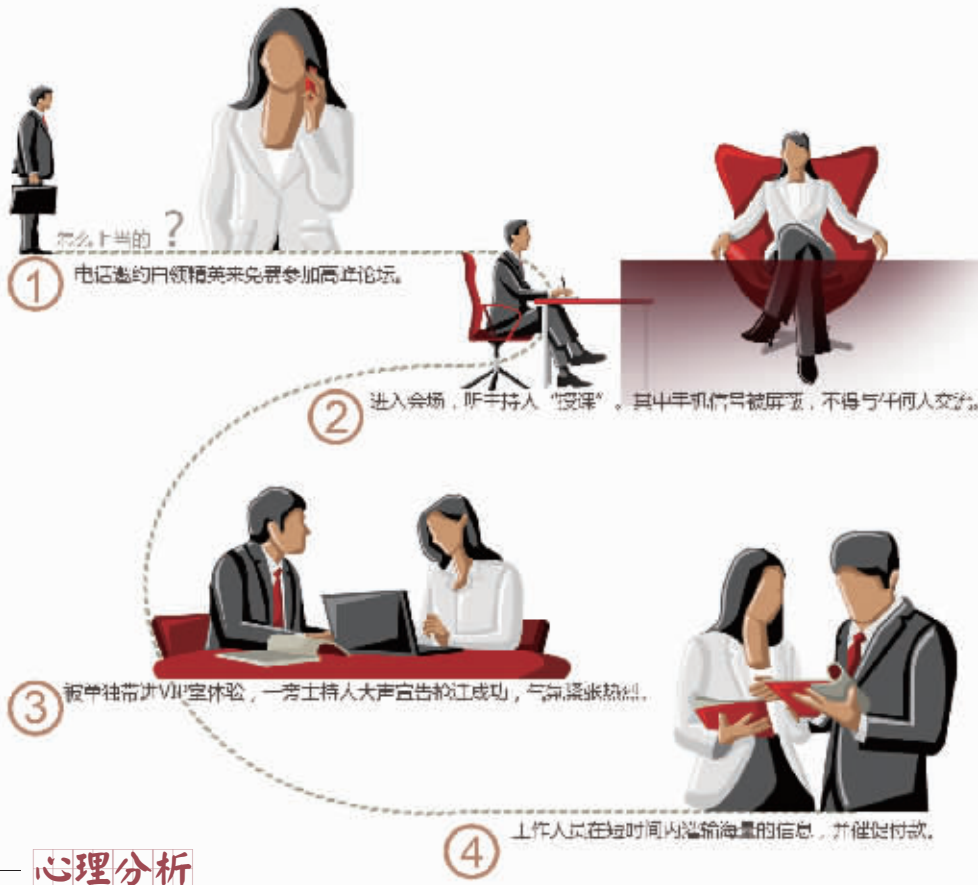 怎么上当的？
① 电话邀约白领精英来免费参加高峰论坛。
② 进入会场，听主持人“授课”。其中手机信号被屏蔽，不得与任何人交流。
③ 被单独带进VIP室体验，一旁主持人大声宣告抢注成功，气氛紧张热烈。
④ 工作人员在短时间内灌输海量的信息，并催促付款。
心理分析